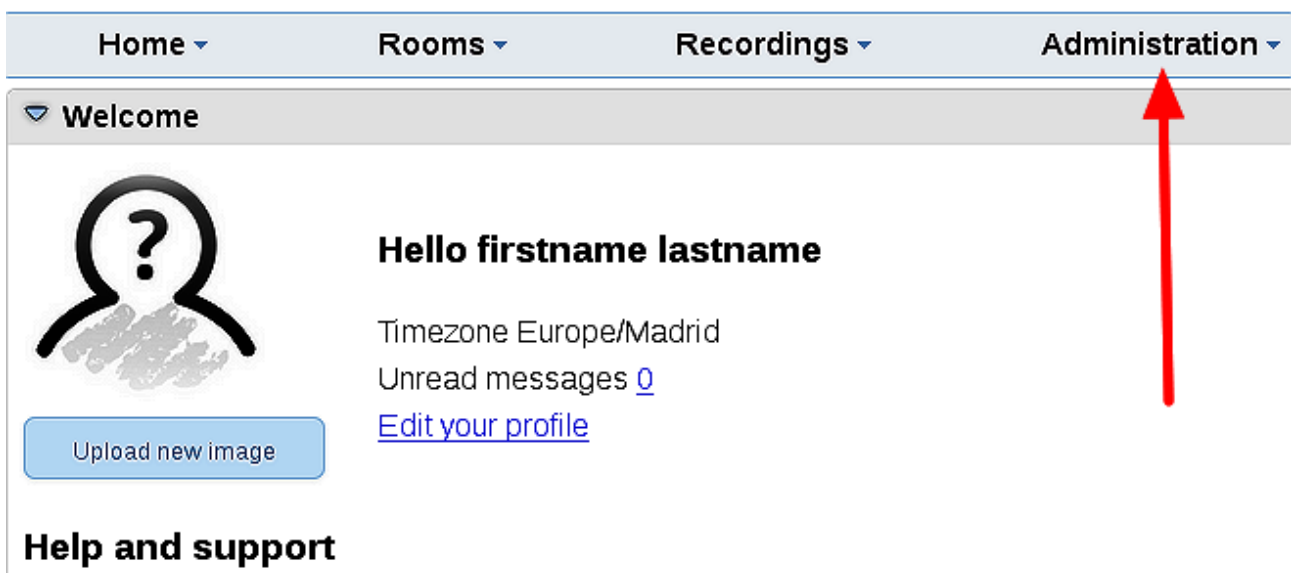 Home Rooms Recordings Administration
Welcome
?
Hello firstname lastname
Timezone Europe/Madrid
Unread messages 0
Edit your profile
Upload new image
Help and support